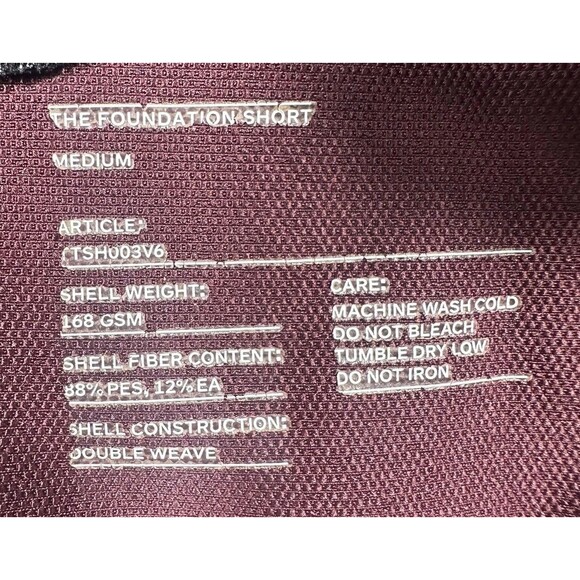 THE FOUNDATION SHORT
MEDIUM
ARTICLE:
TSH003V6
SHELL WEIGHT:
168 GSM
SHELL FIBER CONTENT:
88% PES, 12% EA
SHELL CONSTRUCTION:
DOUBLE WEAVE
CARE:
MACHINE WASH COLD
DO NOT BLEACH
TUMBLE DRY LOW
DO NOT IRON